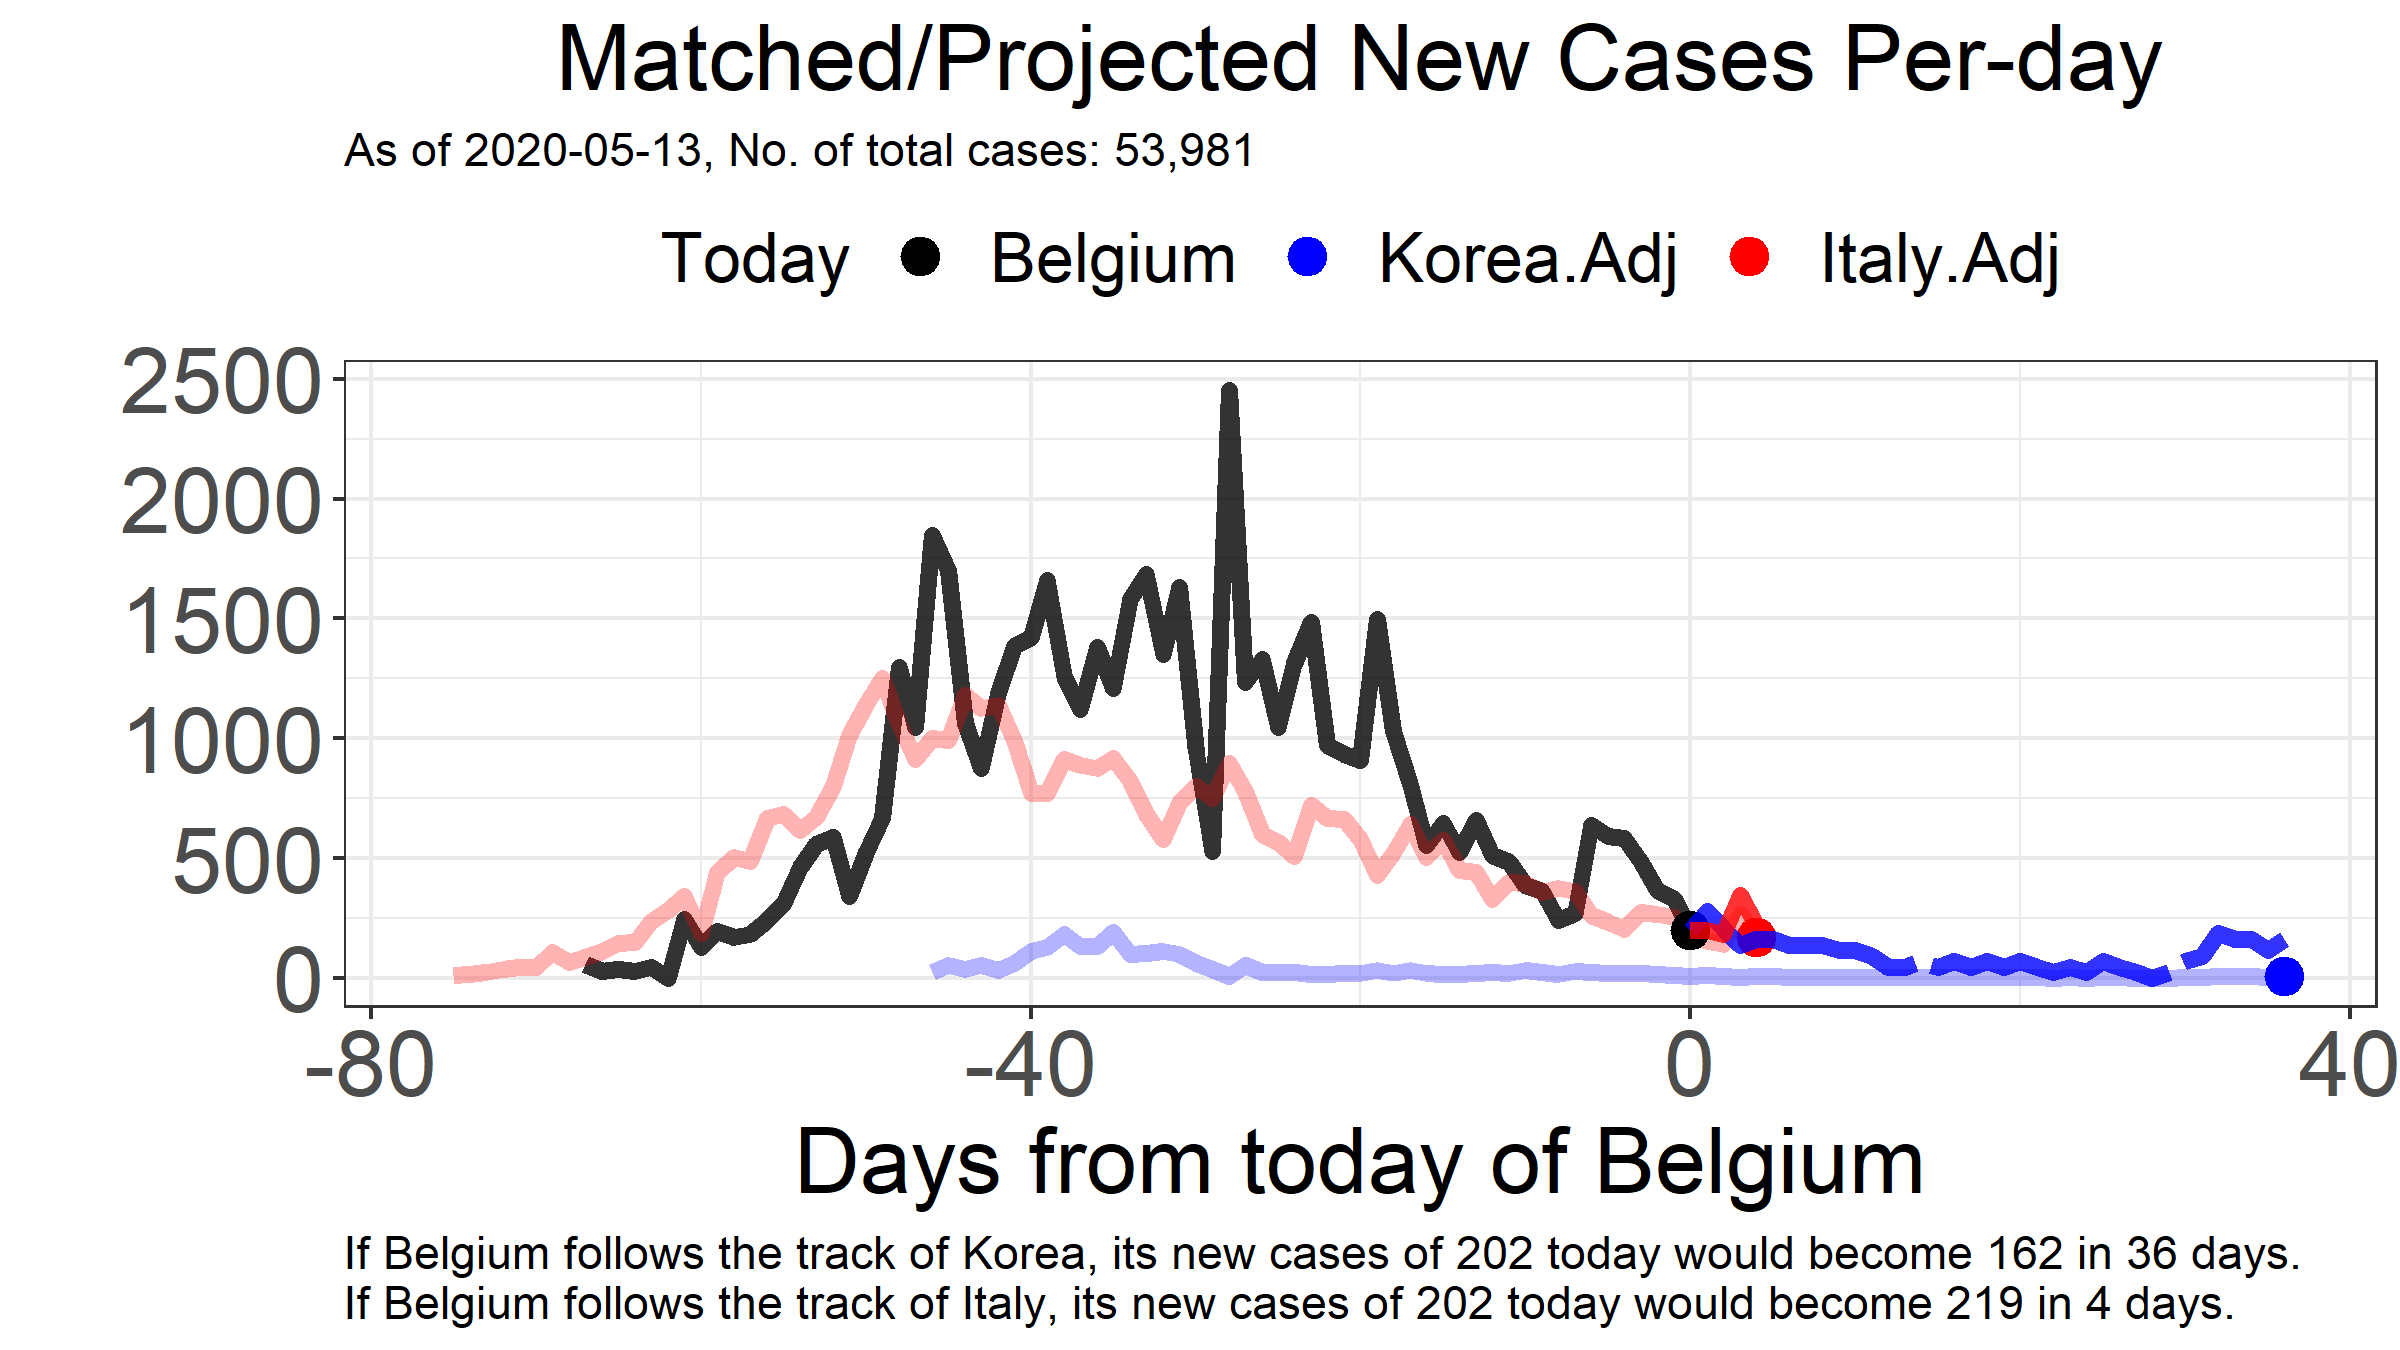 Matched/Projected New Cases Per-day
As of 2020-05-13, No. of total cases: 53,981
Today Belgium Korea.Adj Italy.Adj
2500
2000
1500
1000
500
0
-80 -40 0 40
Days from today of Belgium
If Belgium follows the track of Korea, its new cases of 202 today would become 162 in 36 days.
If Belgium follows the track of Italy, its new cases of 202 today would become 219 in 4 days.